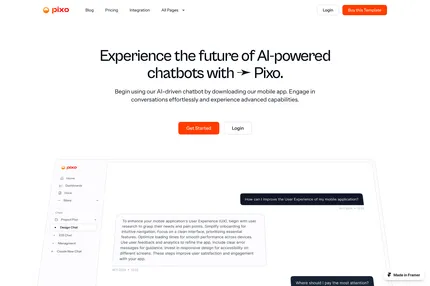 pixo
Blog
Pricing
Integration
All Pages
Login
Buy this Template
Experience the future of AI-powered
chatbots with Pixo.
Begin using our AI-driven chatbot by downloading our mobile app. Engage in
conversations effortlessly and experience advanced capabilities.
Get Started
Login
pixo
Home
Dashboards
Inbox
More
Project Pixo
Design Chat
Management
Create New Chat
How can I improve the User Experience of my mobile application?
To enhance your mobile application's User Experience (UX), begin with user
research to grasp their needs and pain points. Simplify onboarding for
intuitive navigation. Focus on a clean interface, prioritizing essential
features. Optimize loading times for smooth performance across devices.
Use user feedback and analytics to refine the app. Include clear error
messages for guidance. Invest in responsive design for accessibility on
different screens. These steps improve user satisfaction and engagement
with your app.
Where should I pay the most attention?
Made in Framer